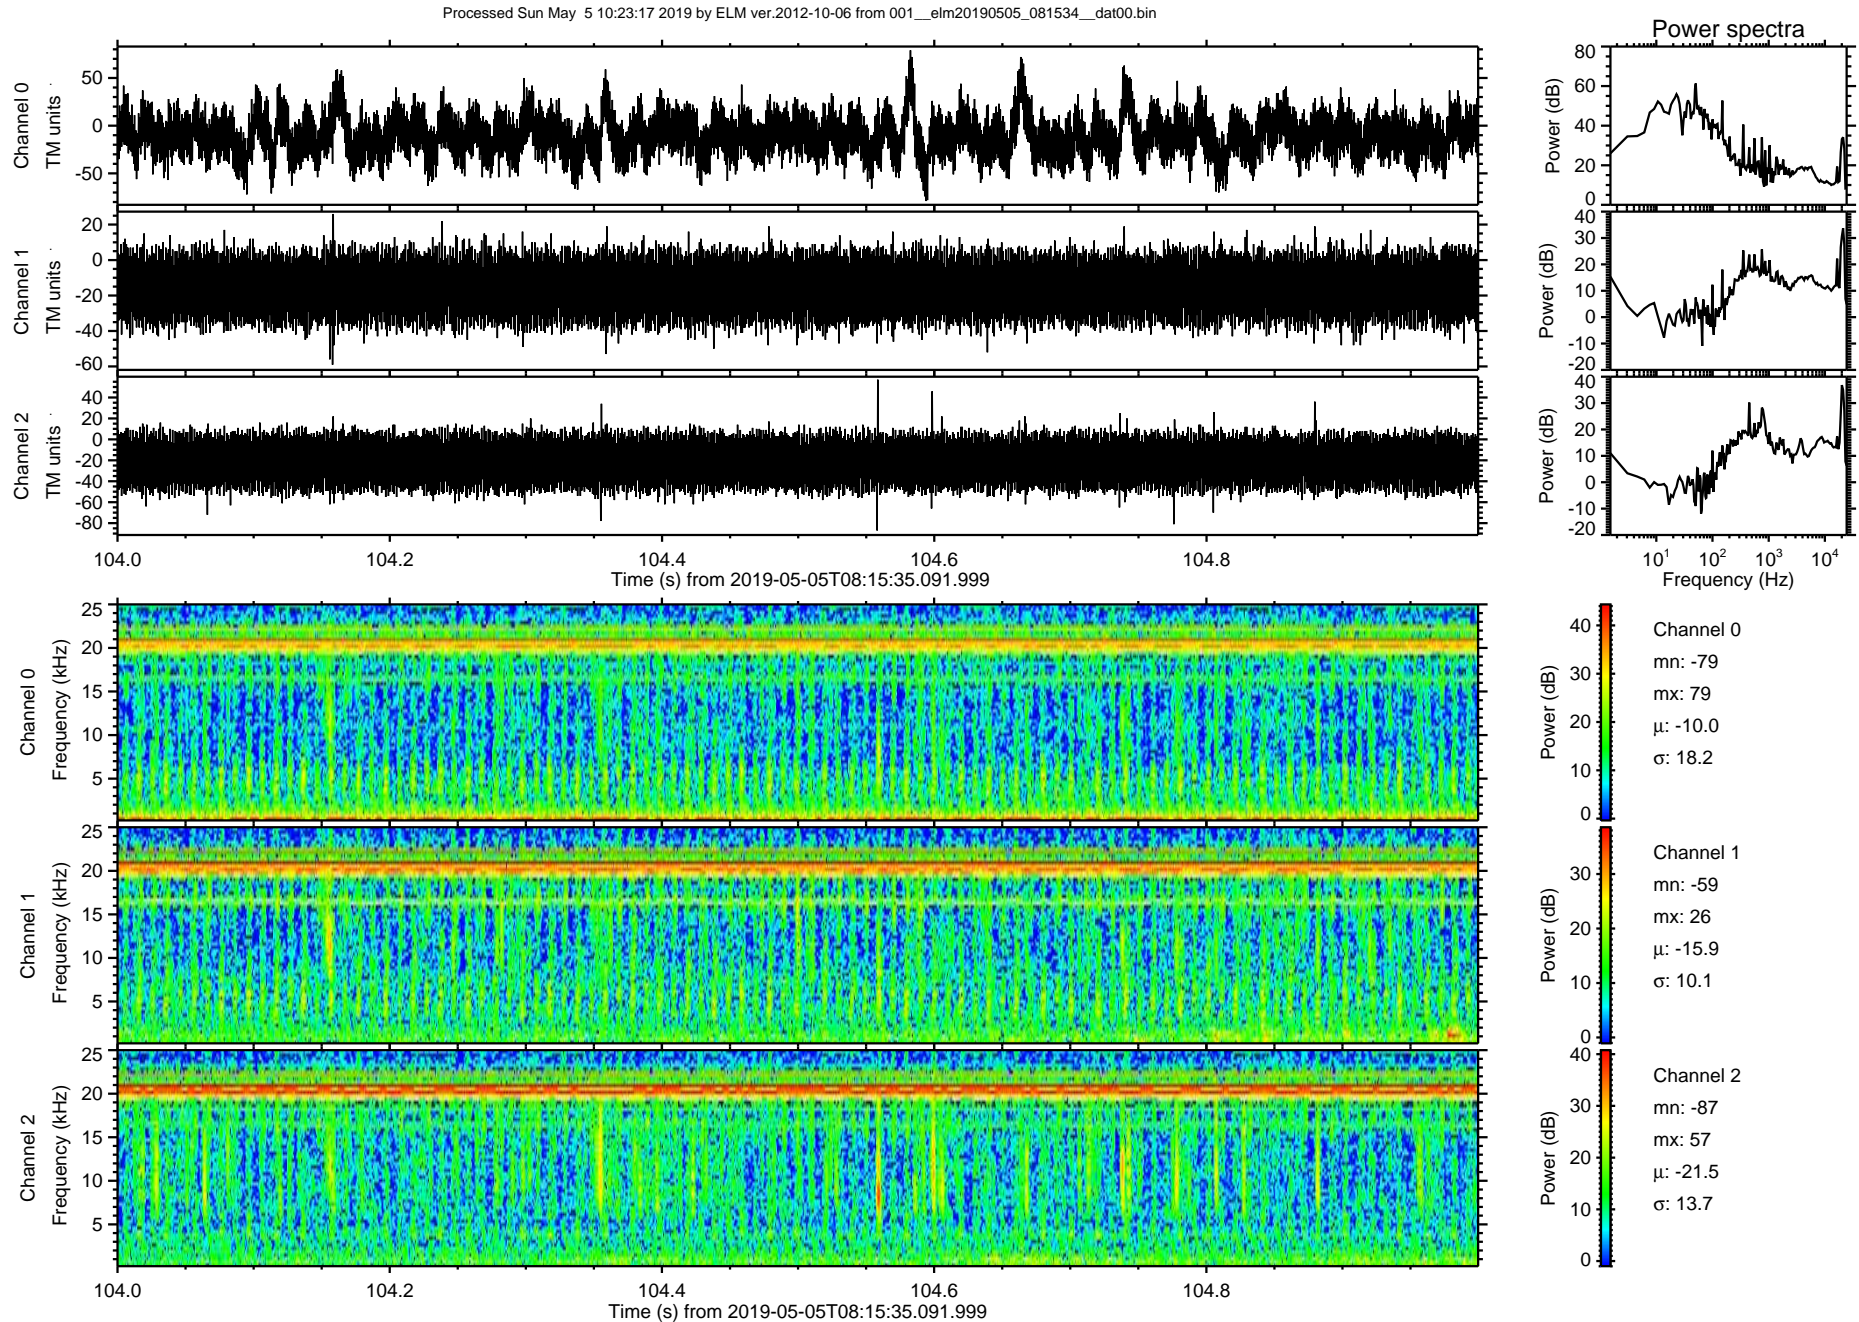 Processed Sun May  5 10:23:17 2019 by ELM ver.2012-10-06 from 001__elm20190505_081534__dat00.bin
Power spectra
Channel 0
TM units
50
0
-50
Power (dB)
80
60
40
20
0
Channel 1
TM units
20
0
-20
-40
-60
Power (dB)
40
30
20
10
0
-10
-20
Channel 2
TM units
40
20
0
-20
-40
-60
-80
Power (dB)
40
30
20
10
0
-10
-20
104.0 104.2 104.4 104.6 104.8
Time (s) from 2019-05-05T08:15:35.091.999
10¹ 10² 10³ 10⁴
Frequency (Hz)
Channel 0
Frequency (kHz)
25
20
15
10
5
Power (dB)
40
30
20
10
0
Channel 0
mn: -79
mx: 79
μ: -10.0
σ: 18.2
Channel 1
Frequency (kHz)
25
20
15
10
5
Power (dB)
30
20
10
0
Channel 1
mn: -59
mx: 26
μ: -15.9
σ: 10.1
Channel 2
Frequency (kHz)
25
20
15
10
5
Power (dB)
40
30
20
10
0
Channel 2
mn: -87
mx: 57
μ: -21.5
σ: 13.7
104.0 104.2 104.4 104.6 104.8
Time (s) from 2019-05-05T08:15:35.091.999